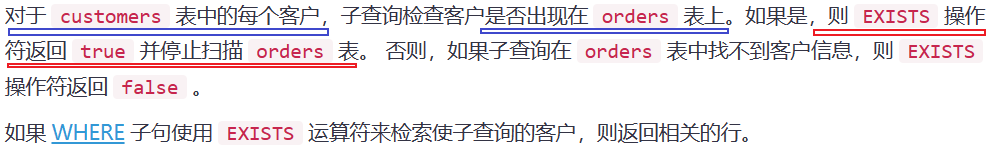 对于 customers 表中的每个客户，子查询检查客户是否出现在 orders 表上。如果是，则 EXISTS 操作
符返回 true 并停止扫描 orders 表。 否则，如果子查询在 orders 表中找不到客户信息，则 EXISTS
操作符返回 false 。
如果 WHERE 子句使用 EXISTS 运算符来检索使子查询的客户，则返回相关的行。